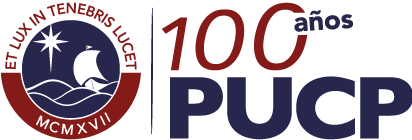 ET LUX IN TENEBRIS LUCET
MCMXVII
100 años
PUCP